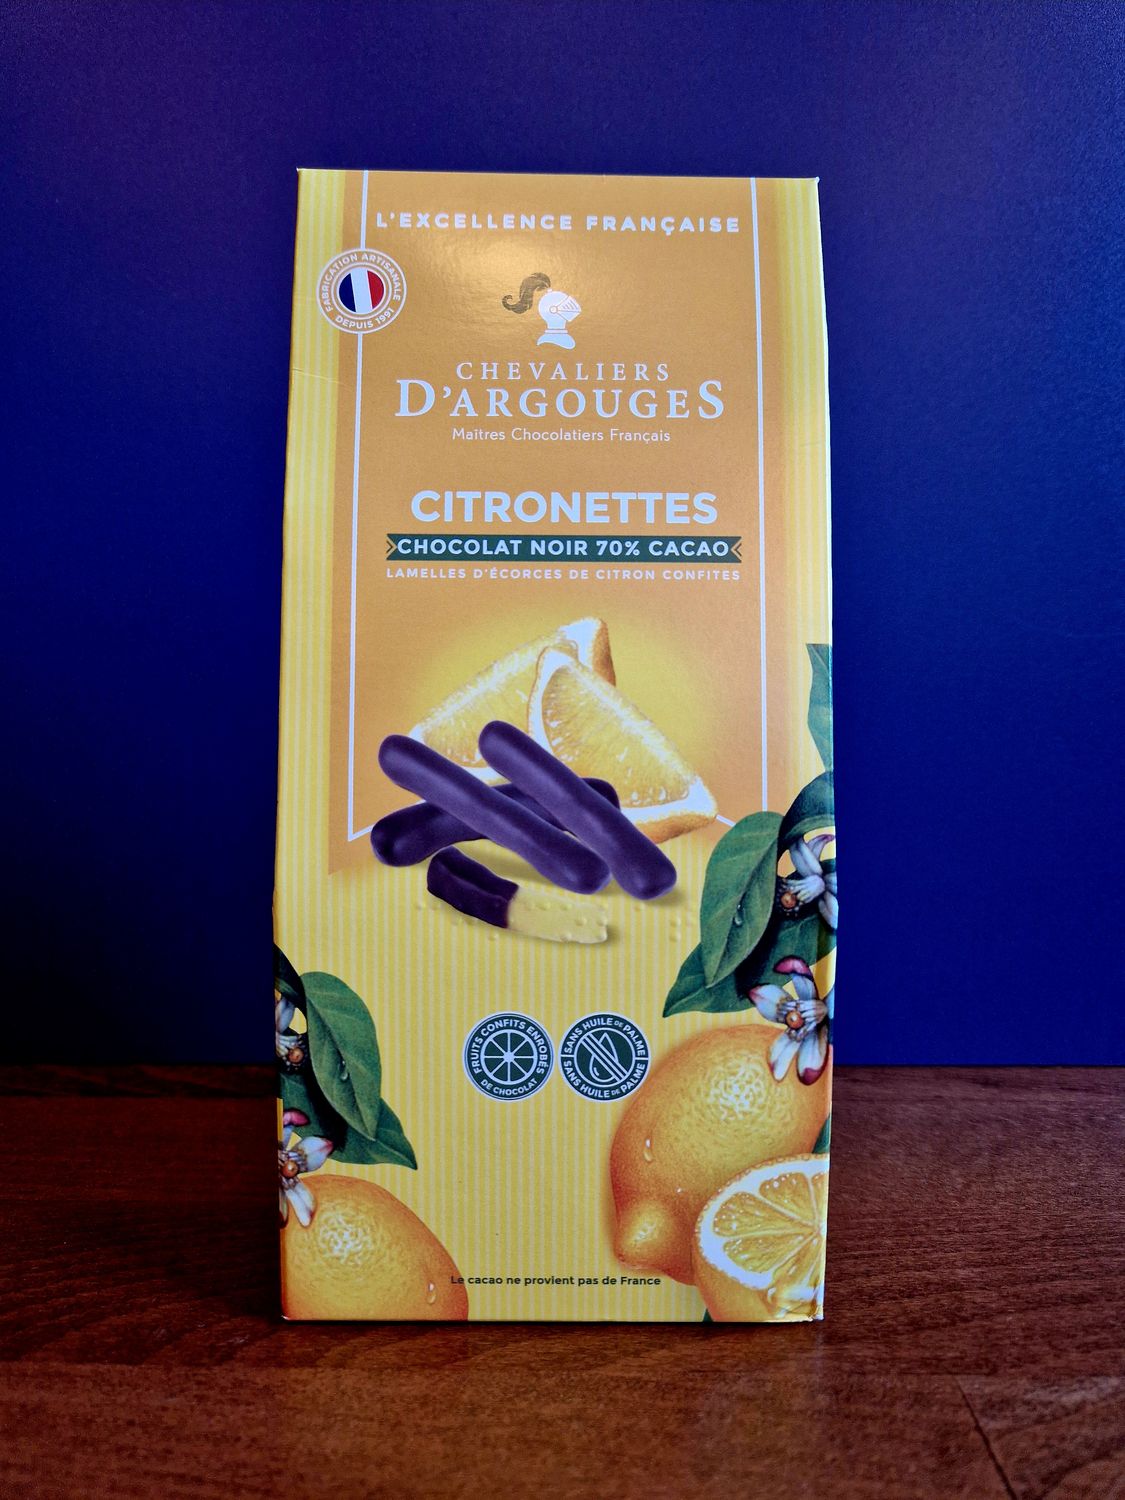 L'EXCELLENCE FRANÇAISE
FABRICATION ARTISANALE
DEPUIS 1991
CHEVALIERS
D'ARGOUGES
Maîtres Chocolatiers Français
CITRONETTES
CHOCOLAT NOIR 70% CACAO
LAMELLES D'ÉCORCES DE CITRON CONFITES
FRUITS CONFITS ENROBÉS
DE CHOCOLAT
SANS HUILE DE PALME
SANS HUILE DE PALME
Le cacao ne provient pas de France